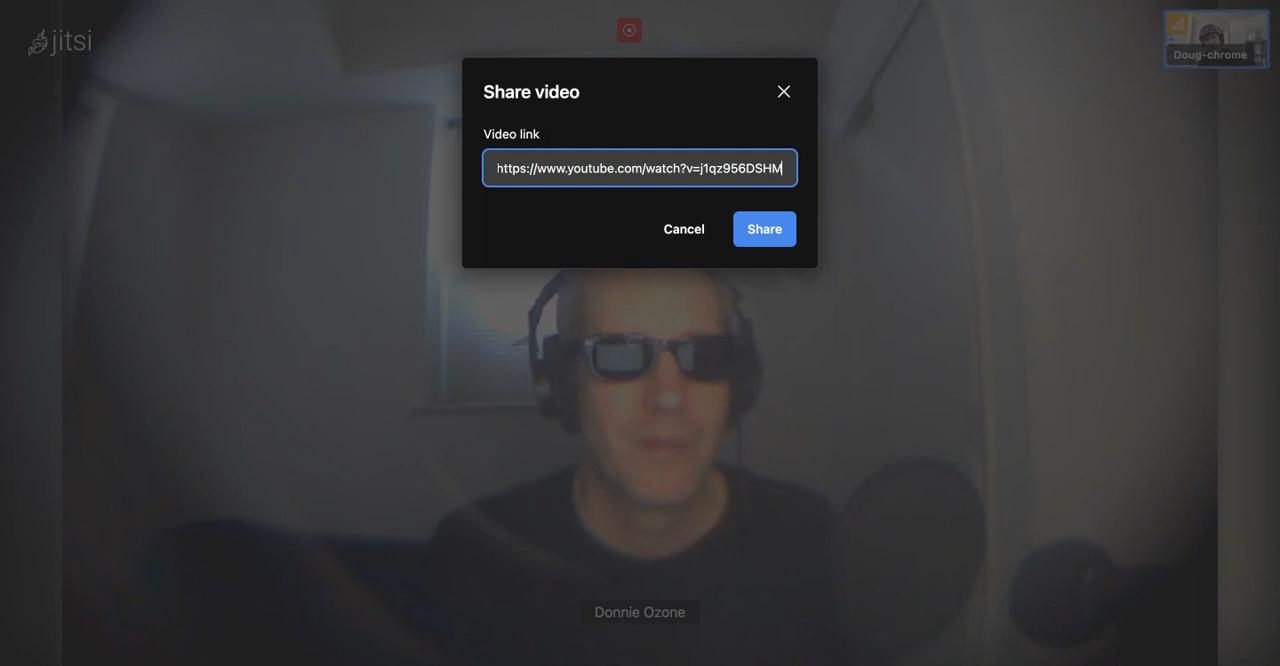 jitsi
Doug-chrome
Share video
Video link
https://www.youtube.com/watch?v=j1qz956DSHM
Cancel
Share
Donnie Ozone